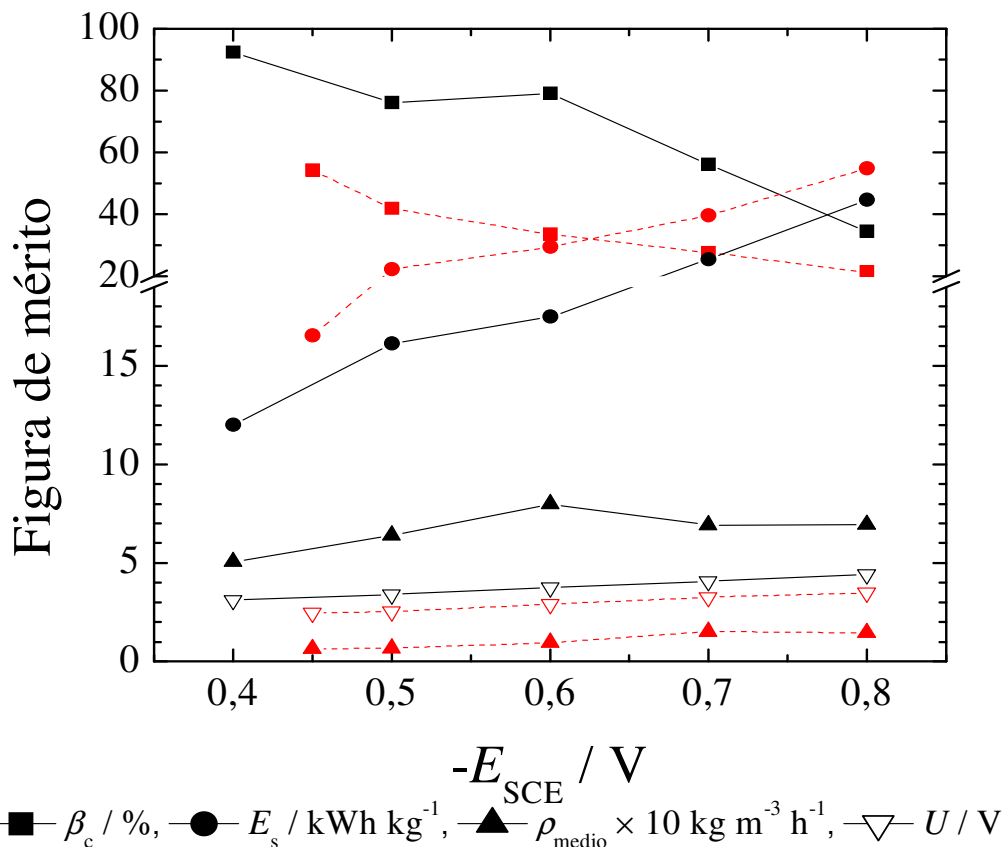 100
80
60
40
20
15
10
5
0
Figura de mérito
0,4 0,5 0,6 0,7 0,8
-E_SCE / V
β_c / %, E_s / kWh kg⁻¹, ρ_medio × 10 kg m⁻³ h⁻¹, U / V